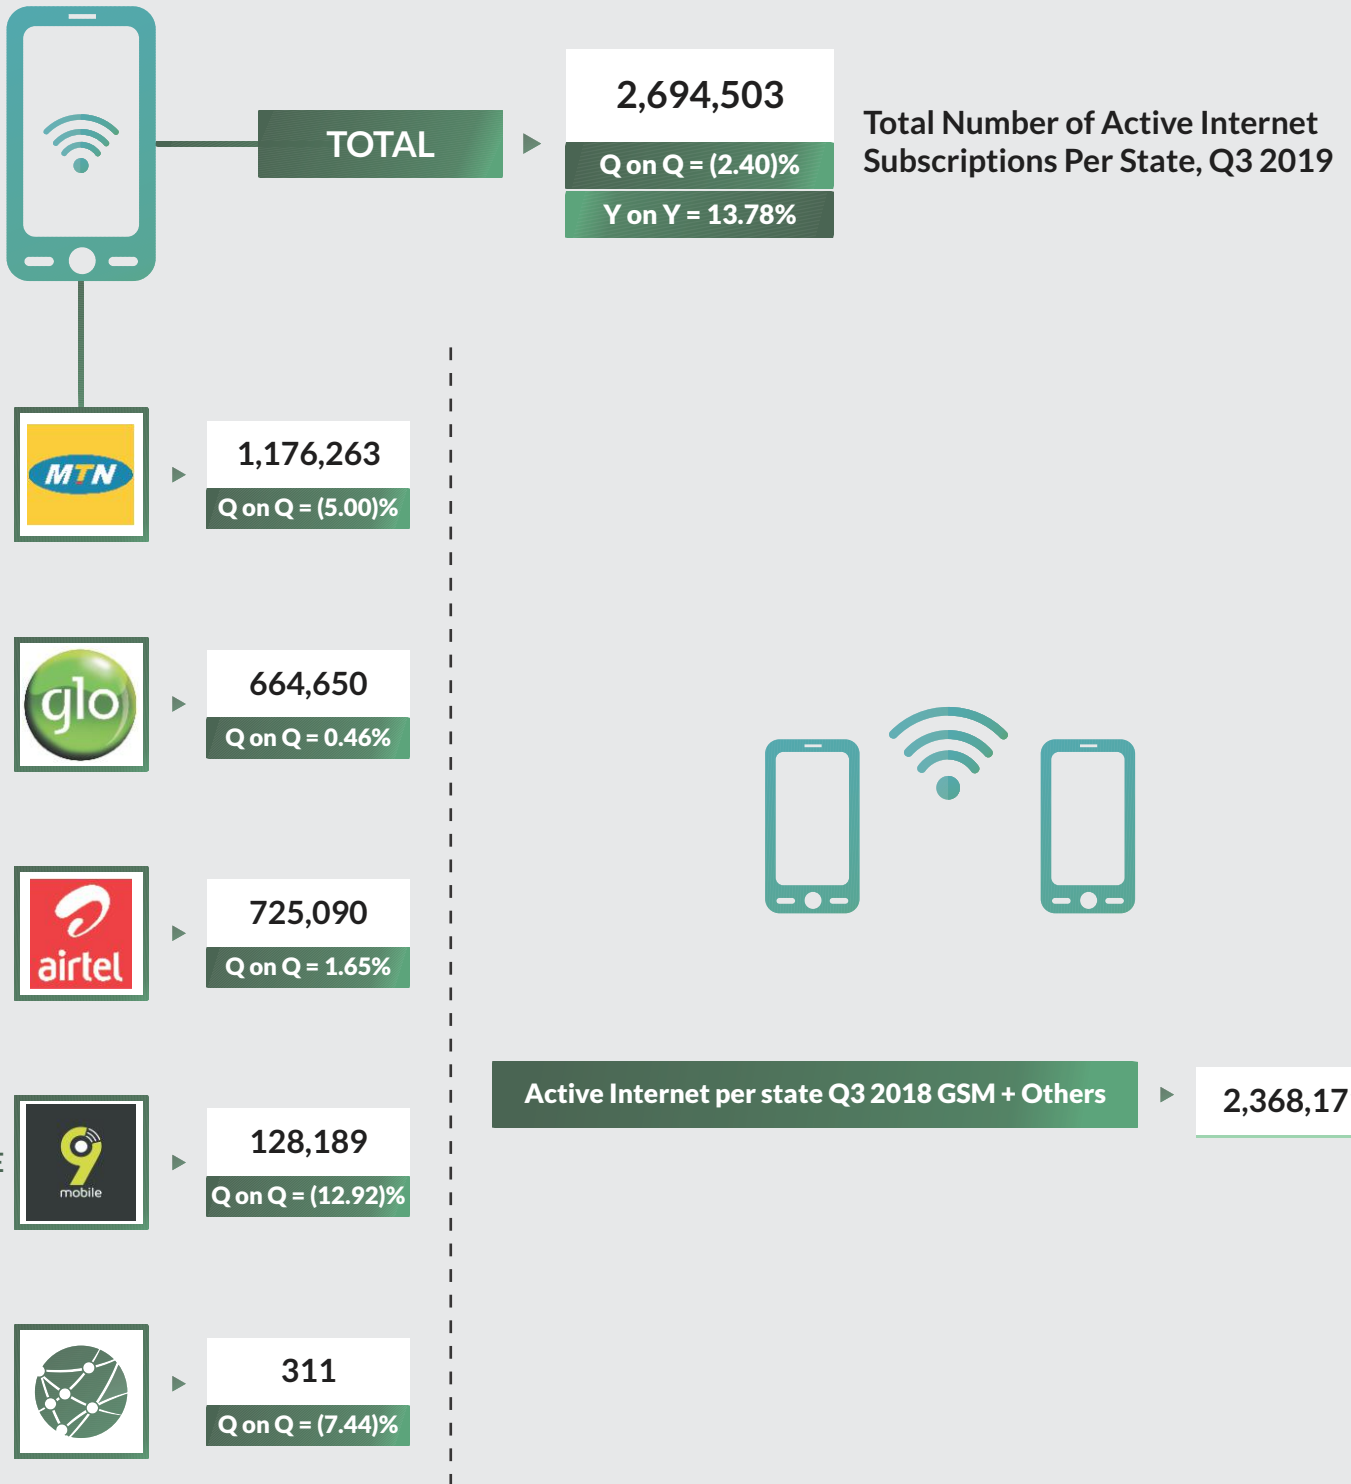 TOTAL
2,694,503
Q on Q = (2.40)%
Y on Y = 13.78%
Total Number of Active Internet
Subscriptions Per State, Q3 2019
MTN
1,176,263
Q on Q = (5.00)%
glo
664,650
Q on Q = 0.46%
airtel
725,090
Q on Q = 1.65%
9
mobile
128,189
Q on Q = (12.92)%
311
Q on Q = (7.44)%
Active Internet per state Q3 2018 GSM + Others
2,368,17